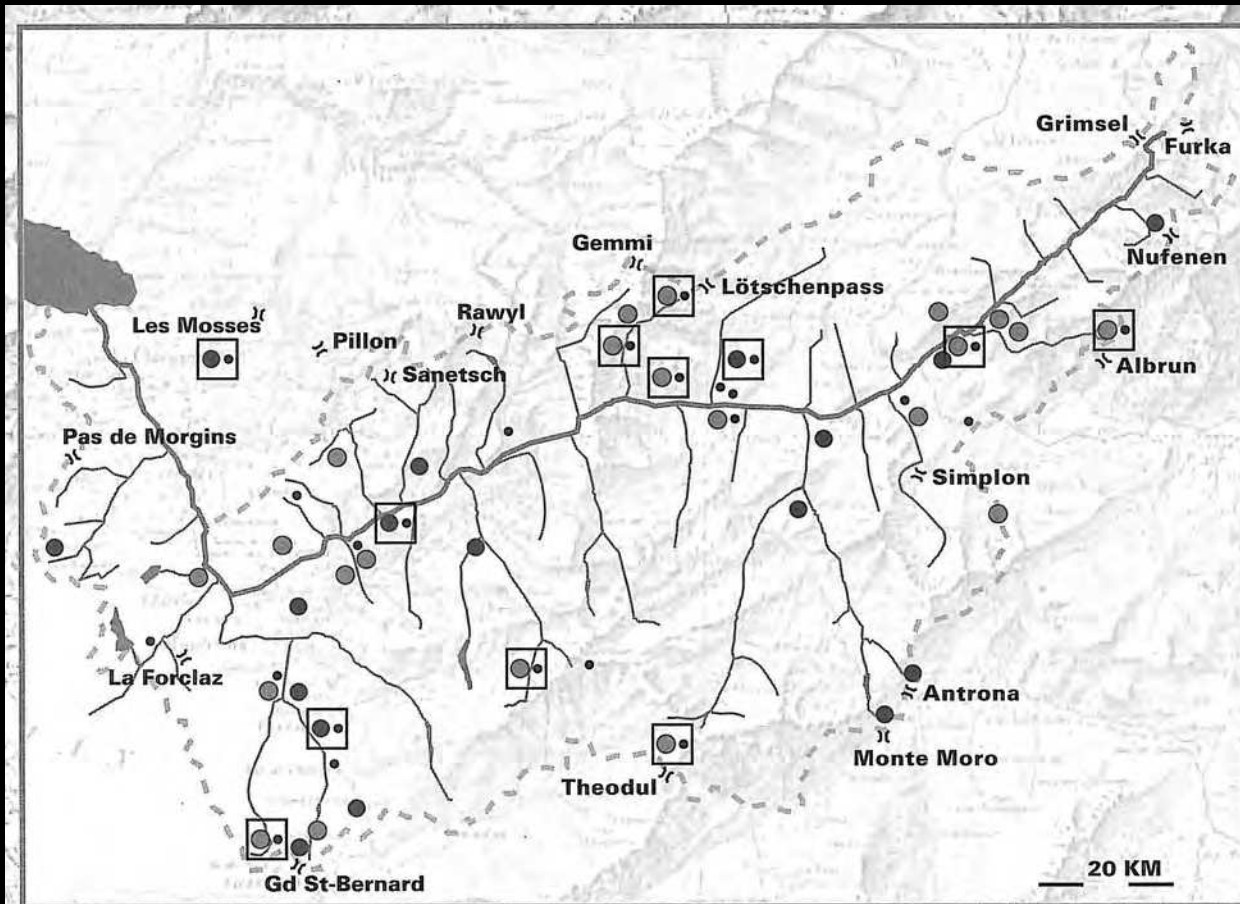 Grimsel
Furka
Nufenen
Gemmi
Lötschenpass
Les Mosses
Pillon
Rawyl
Sanetsch
Albrun
Pas de Morgins
Simplon
La Forclaz
Antrona
Monte Moro
Theodul
Gd St-Bernard
20 KM